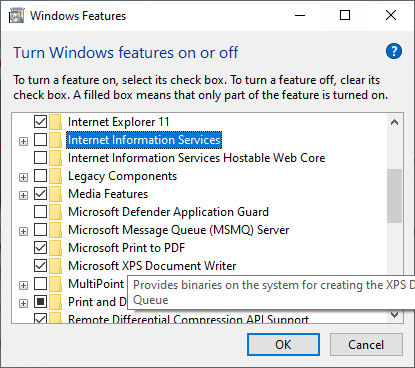 Windows Features
Turn Windows features on or off
?
To turn a feature on, select its check box. To turn a feature off, clear its
check box. A filled box means that only part of the feature is turned on.
Internet Explorer 11
Internet Information Services
Internet Information Services Hostable Web Core
Legacy Components
Media Features
Microsoft Defender Application Guard
Microsoft Message Queue (MSMQ) Server
Microsoft Print to PDF
Microsoft XPS Document Writer
MultiPoint
Provides binaries on the system for creating the XPS D
Print and D
Queue
Remote Differential Compression API Support
OK
Cancel